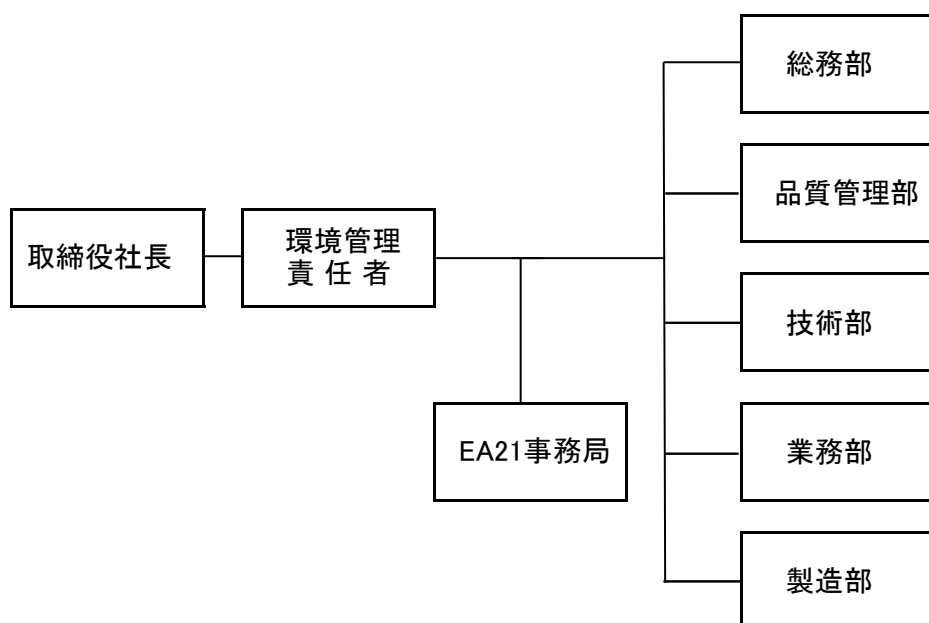 総務部
品質管理部
取締役社長
環境管理
責 任 者
技術部
EA21事務局
業務部
製造部